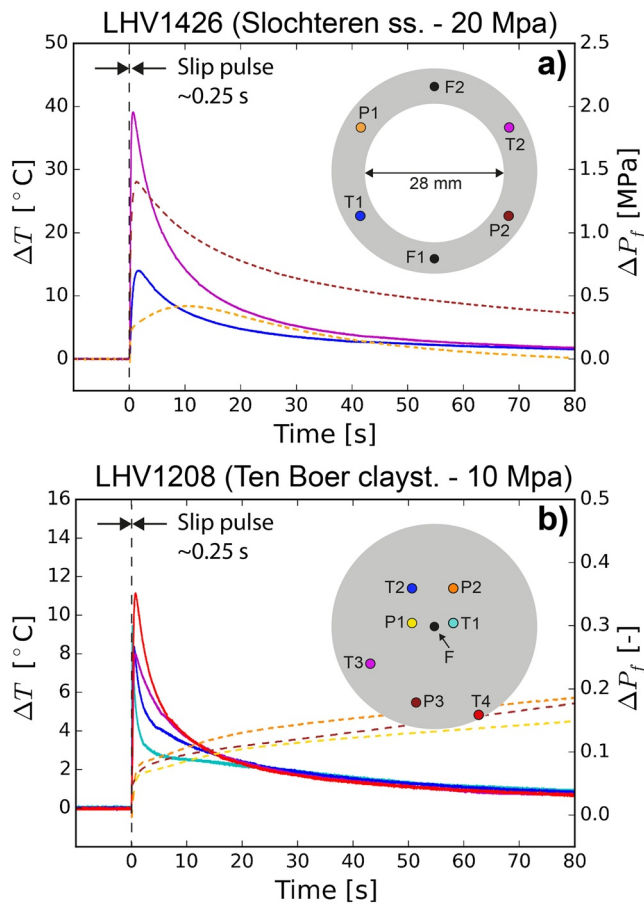 LHV1426 (Slochteren ss. - 20 Mpa)
a)
Slip pulse
~0.25 s
F2
P1
T2
28 mm
T1
P2
F1
50
40
30
20
10
0
ΔT [°C]
2.5
2.0
1.5
1.0
0.5
0.0
ΔP_f [MPa]
0 10 20 30 40 50 60 70 80
Time [s]
LHV1208 (Ten Boer clayst. - 10 Mpa)
b)
Slip pulse
~0.25 s
T2
P2
P1
T1
F
T3
P3
T4
16
14
12
10
8
6
4
2
0
ΔT [°C]
0.5
0.4
0.3
0.2
0.1
0.0
ΔP_f [-]
0 10 20 30 40 50 60 70 80
Time [s]